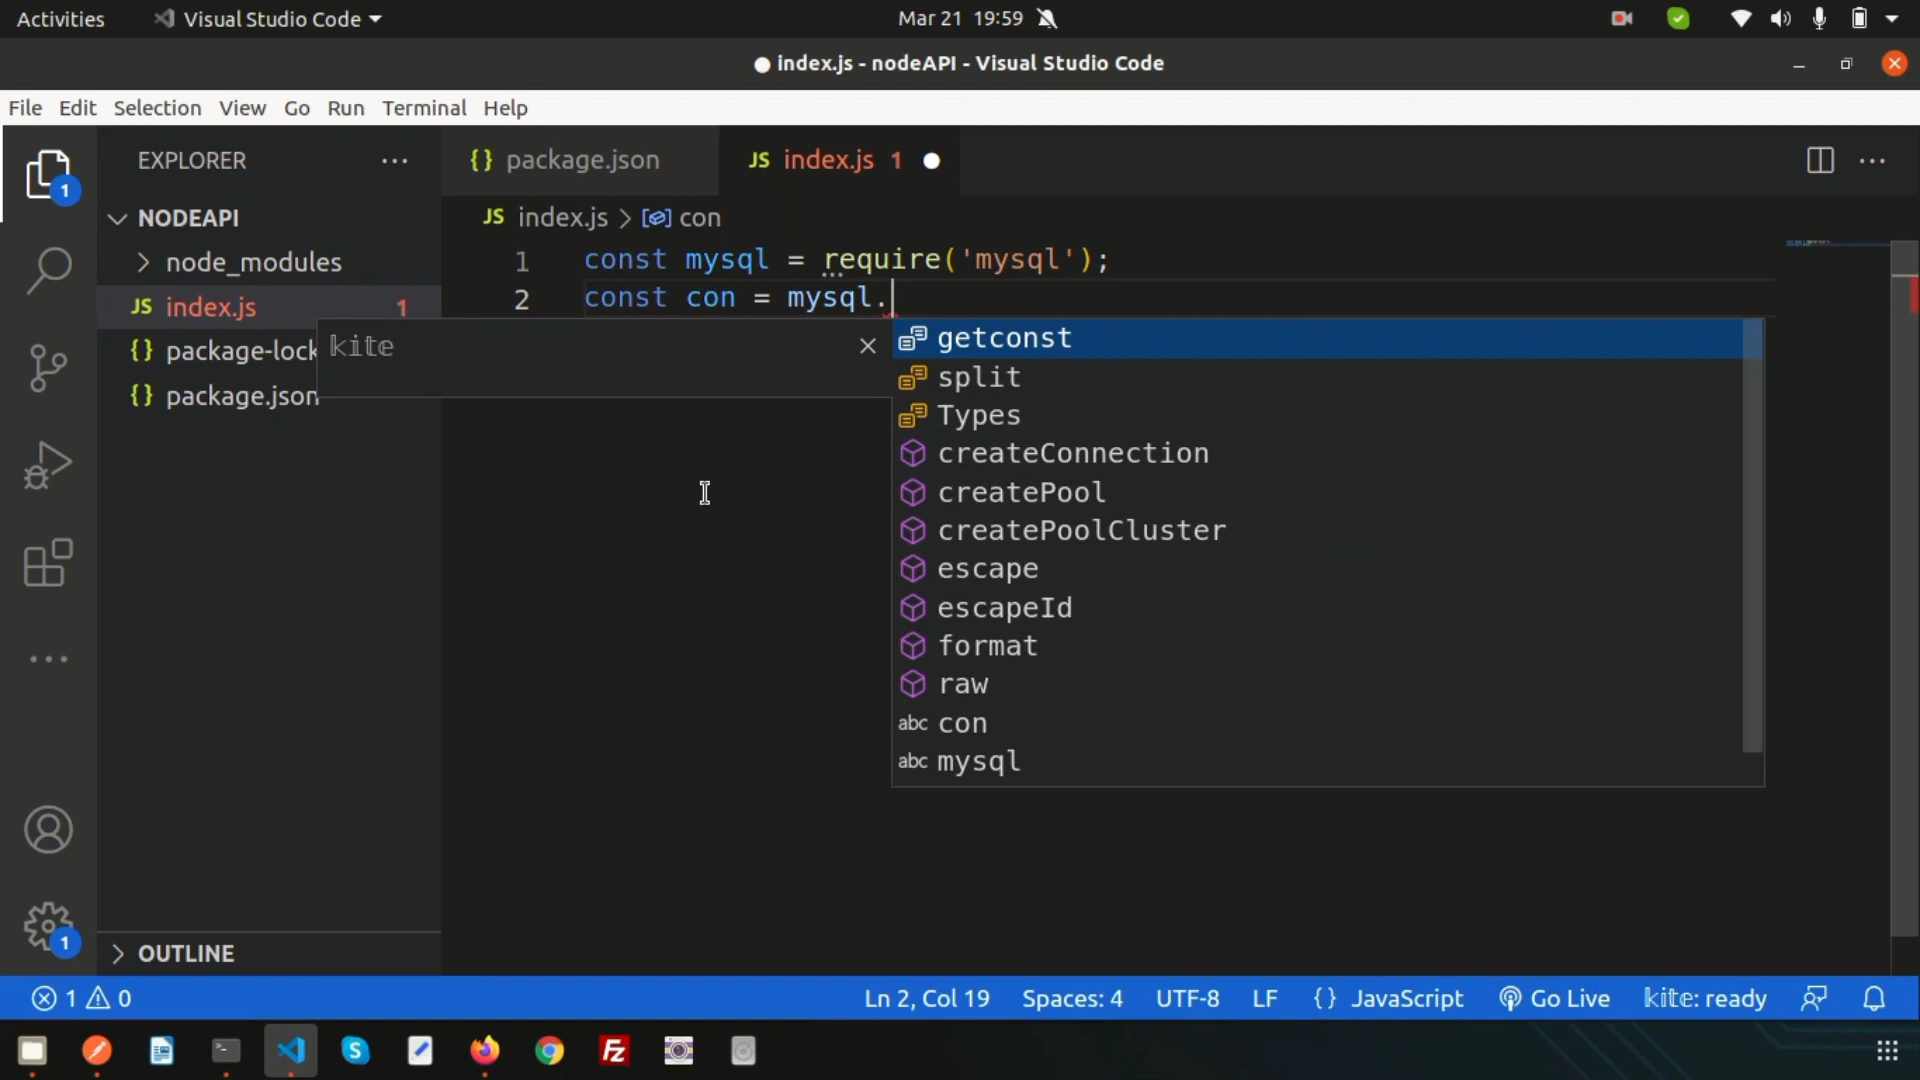 Activities
Visual Studio Code
Mar 21 19:59
index.js - nodeAPI - Visual Studio Code
File Edit Selection View Go Run Terminal Help
EXPLORER
NODEAPI
node_modules
JS index.js 1
{} package-lock
{} package.json
OUTLINE
1
1
{} package.json
JS index.js 1
JS index.js > con
1 const mysql = require('mysql');
2 const con = mysql.
kite
getconst
split
Types
createConnection
createPool
createPoolCluster
escape
escapeId
format
raw
abc con
abc mysql
1 0
Ln 2, Col 19
Spaces: 4
UTF-8
LF
{} JavaScript
Go Live
kite: ready